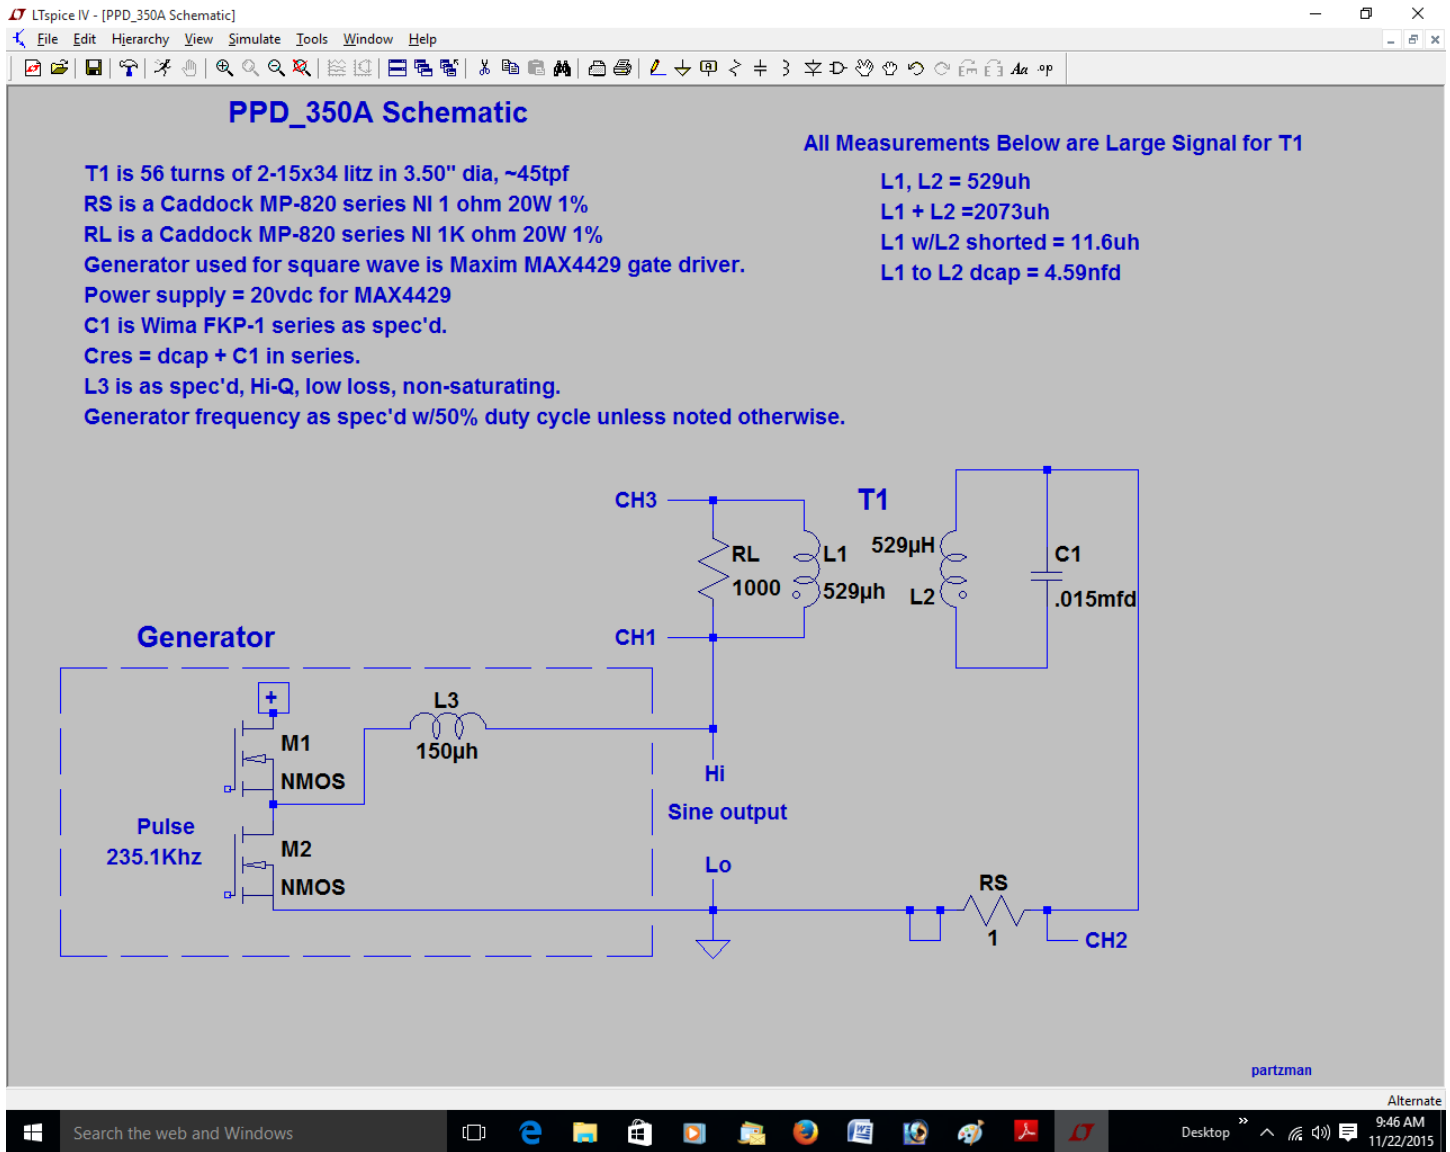 LTspice IV - [PPD_350A Schematic]
File Edit Hierarchy View Simulate Tools Window Help
Aa .op
PPD_350A Schematic
All Measurements Below are Large Signal for T1
T1 is 56 turns of 2-15x34 litz in 3.50" dia, ~45tpf
L1, L2 = 529uh
RS is a Caddock MP-820 series NI 1 ohm 20W 1%
L1 + L2 =2073uh
RL is a Caddock MP-820 series NI 1K ohm 20W 1%
L1 w/L2 shorted = 11.6uh
Generator used for square wave is Maxim MAX4429 gate driver.
L1 to L2 dcap = 4.59nfd
Power supply = 20vdc for MAX4429
C1 is Wima FKP-1 series as spec'd.
Cres = dcap + C1 in series.
L3 is as spec'd, Hi-Q, low loss, non-saturating.
Generator frequency as spec'd w/50% duty cycle unless noted otherwise.
CH3
T1
RL
1000
L1
529µh
529µH
L2
C1
.015mfd
CH1
Generator
+
L3
150µh
M1
NMOS
Hi
Sine output
Pulse
235.1Khz
M2
NMOS
Lo
RS
1
CH2
partzman
Alternate
Search the web and Windows
Desktop
9:46 AM
11/22/2015